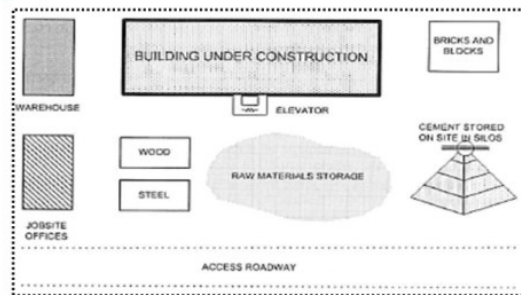 BUILDING UNDER CONSTRUCTION
BRICKS AND
BLOCKS
WAREHOUSE
ELEVATOR
CEMENT STORED
ON SITE IN SILOS
WOOD
RAW MATERIALS STORAGE
STEEL
JOBSITE
OFFICES
ACCESS ROADWAY